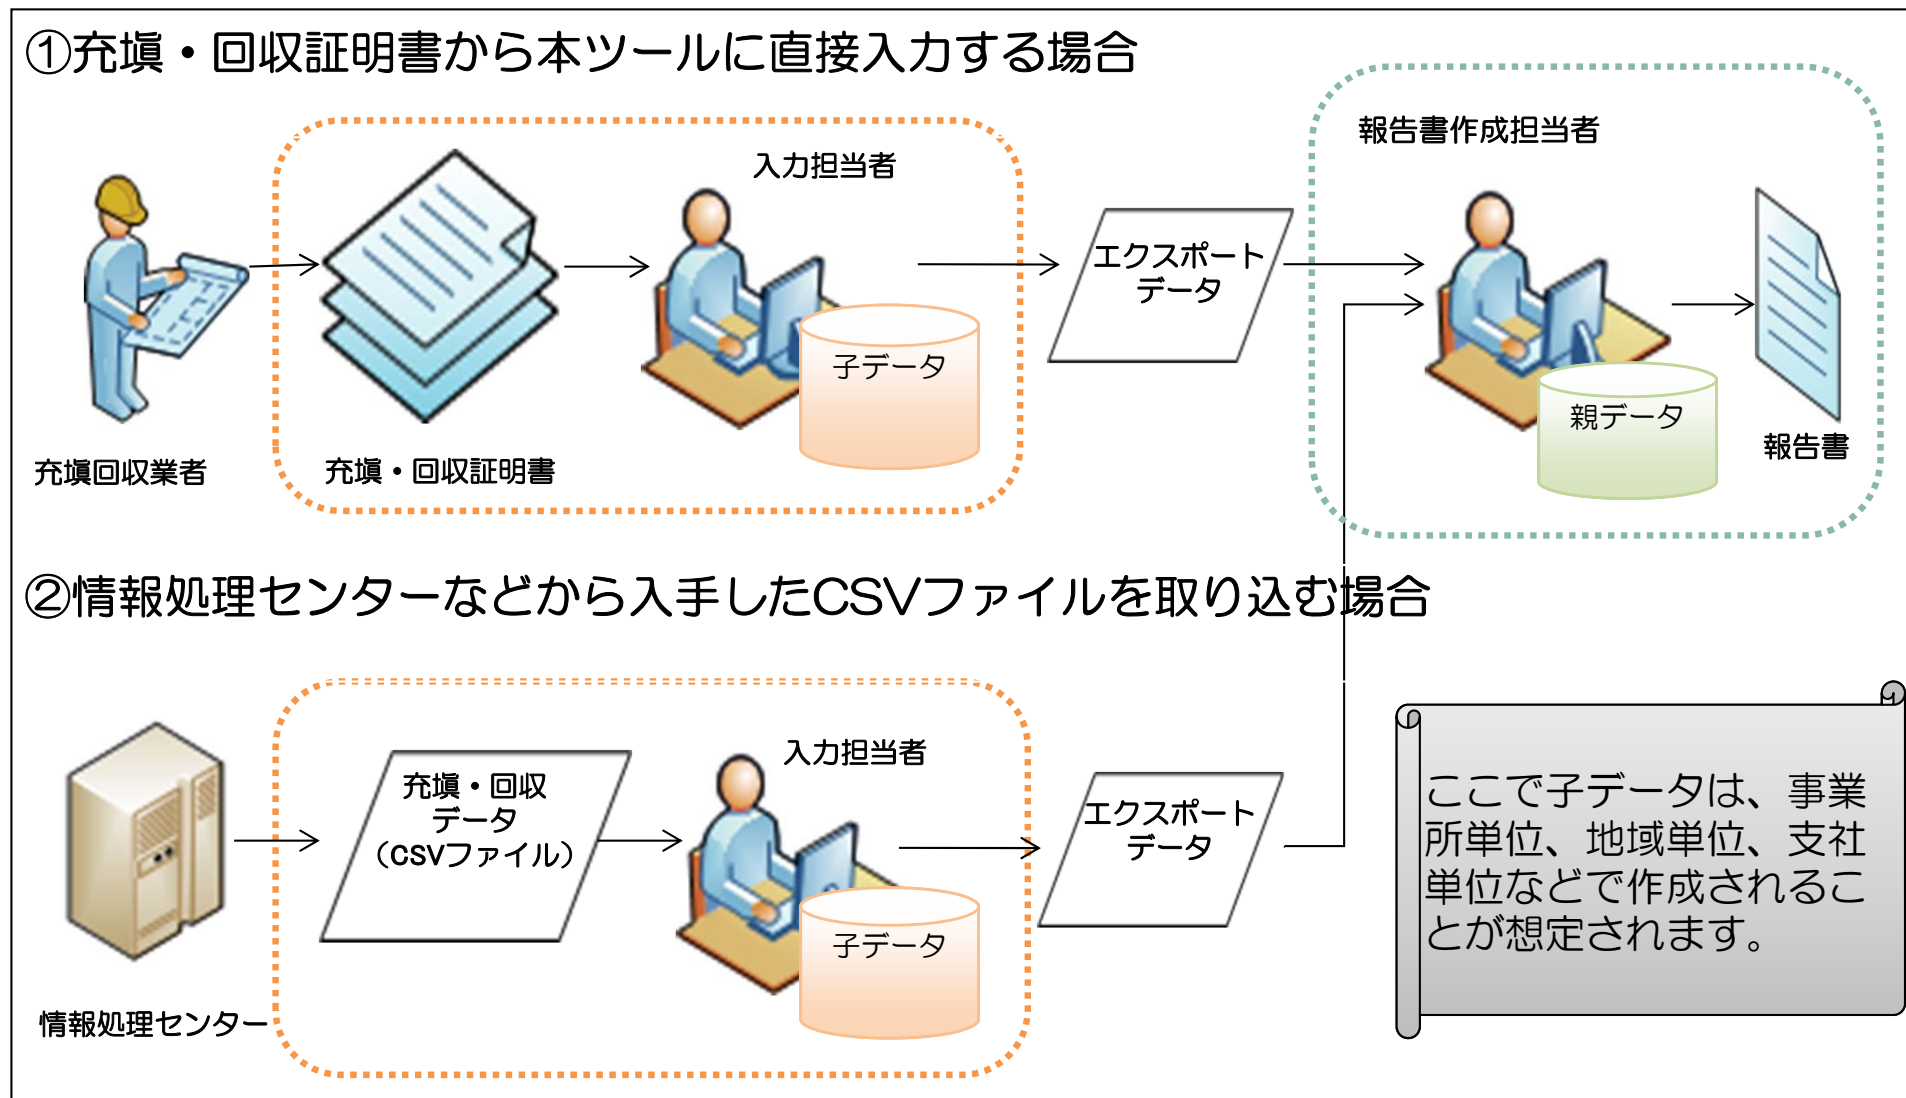 ①充塡・回収証明書から本ツールに直接入力する場合
報告書作成担当者
入力担当者
エクスポート
データ
子データ
親データ
報告書
充塡回収業者
充塡・回収証明書
②情報処理センターなどから入手したCSVファイルを取り込む場合
入力担当者
充塡・回収
データ
（CSVファイル）
エクスポート
データ
子データ
情報処理センター
ここで子データは、事業
所単位、地域単位、支社
単位などで作成されるこ
とが想定されます。